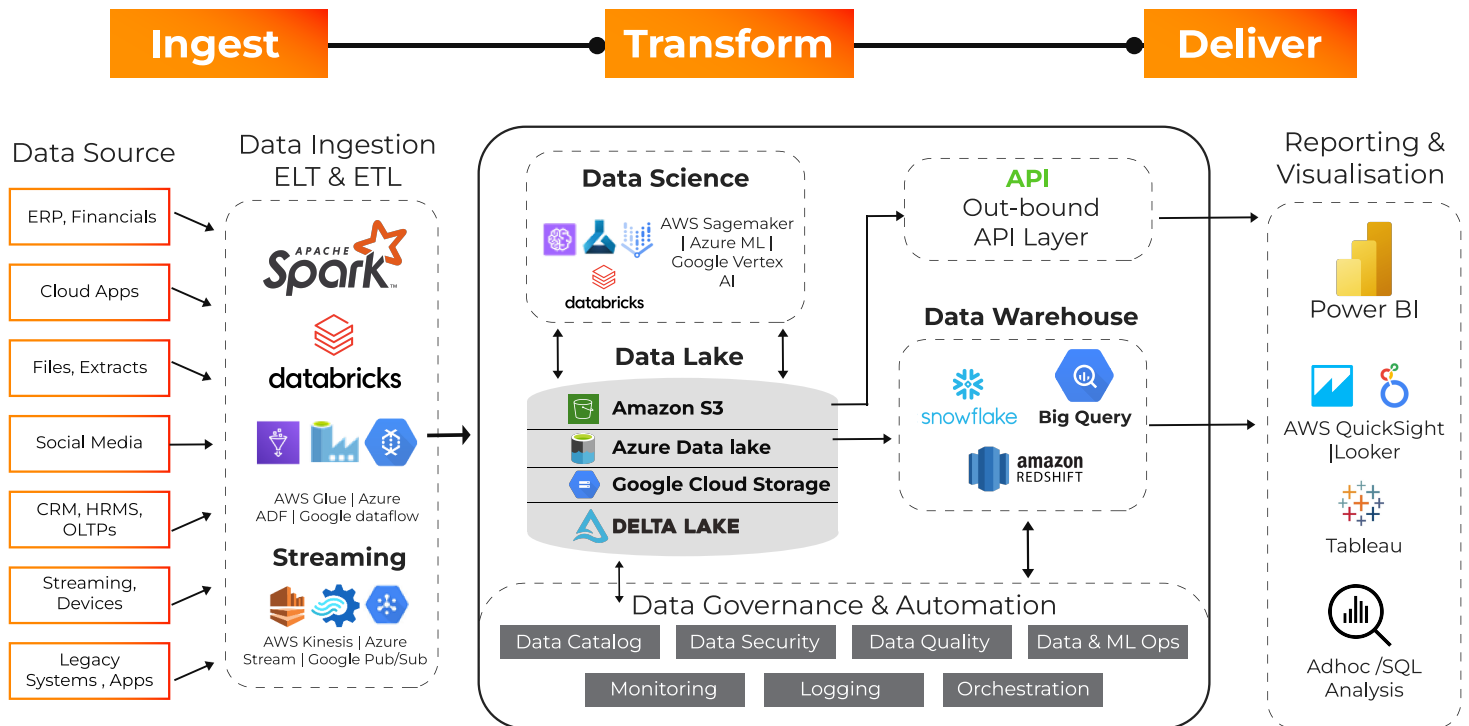 Ingest
Transform
Deliver
Data Source
ERP, Financials
Cloud Apps
Files, Extracts
Social Media
CRM, HRMS,
OLTPs
Streaming,
Devices
Legacy
Systems , Apps
Data Ingestion
ELT & ETL
APACHE
Spark™
databricks
AWS Glue | Azure
ADF | Google dataflow
Streaming
AWS Kinesis | Azure
Stream | Google Pub/Sub
Data Science
AWS Sagemaker
| Azure ML |
Google Vertex
AI
databricks
Data Lake
Amazon S3
Azure Data lake
Google Cloud Storage
DELTA LAKE
API
Out-bound
API Layer
Data Warehouse
snowflake
Big Query
amazon
REDSHIFT
Data Governance & Automation
Data Catalog
Data Security
Data Quality
Data & ML Ops
Monitoring
Logging
Orchestration
Reporting &
Visualisation
Power BI
AWS QuickSight
|Looker
Tableau
Adhoc /SQL
Analysis